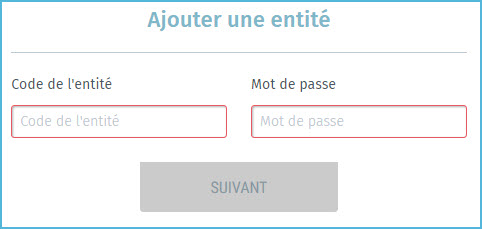 Ajouter une entité
Code de l'entité Mot de passe
Code de l'entité Mot de passe
SUIVANT